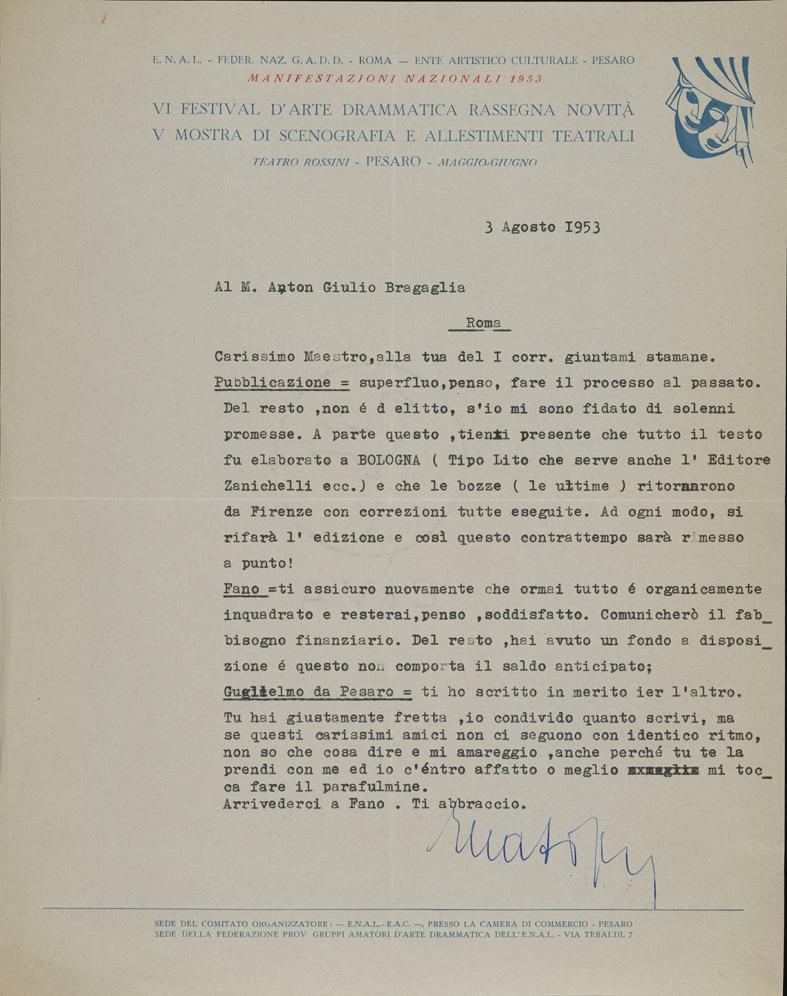 E. N. A. L. - FEDER. NAZ. G. A. D. D. - ROMA — ENTE ARTISTICO CULTURALE - PESARO
MANIFESTAZIONI NAZIONALI 1953
VI FESTIVAL D'ARTE DRAMMATICA RASSEGNA NOVITÀ
V MOSTRA DI SCENOGRAFIA E ALLESTIMENTI TEATRALI
TEATRO ROSSINI - PESARO - MAGGIO-GIUGNO
3 Agosto I953
Al M. Anton Giulio Bragaglia
Roma
Carissimo Maestro,alla tua del I corr. giuntami stamane.
Pubblicazione = superfluo,penso, fare il processo al passato.
Del resto ,non é d elitto, s'io mi sono fidato di solenni
promesse. A parte questo ,tieni presente che tutto il testo
fu elaborato a BOLOGNA ( Tipo Lito che serve anche l' Editore
Zanichelli ecc.) e che le bozze ( le ultime ) ritornarono
da Firenze con correzioni tutte eseguite. Ad ogni modo, si
rifarà l' edizione e così questo contrattempo sarà rimesso
a punto!
Fano =ti assicuro nuovamente che ormai tutto é organicamente
inquadrato e resterai,penso ,soddisfatto. Comunicherò il fab_
bisogno finanziario. Del resto ,hai avuto un fondo a disposi_
zione é questo non comporta il saldo anticipato;
Guglielmo da Pesaro = ti ho scritto in merito ier l'altro.
Tu hai giustamente fretta ,io condivido quanto scrivi, ma
se questi carissimi amici non ci seguono con identico ritmo,
non so che cosa dire e mi amareggio ,anche perché tu te la
prendi con me ed io c'éntro affatto o meglio mi toc_
ca fare il parafulmine.
Arrivederci a Fano . Ti abbraccio.
SEDE DEL COMITATO ORGANIZZATORE: — E.N.A.L.-E.A.C. —, PRESSO LA CAMERA DI COMMERCIO - PESARO
SEDE DELLA FEDERAZIONE PROV GRUPPI AMATORI D'ARTE DRAMMATICA DELL'E.N.A.L. - VIA TEBALDI, 7